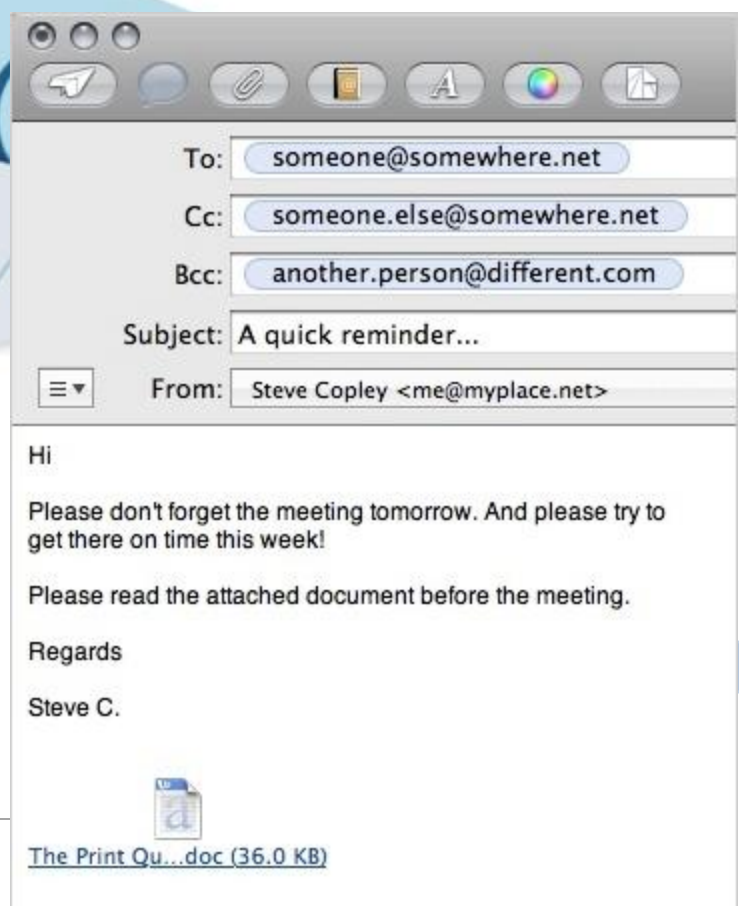 To: someone@somewhere.net
Cc: someone.else@somewhere.net
Bcc: another.person@different.com
Subject: A quick reminder...
From: Steve Copley <me@myplace.net>
Hi
Please don't forget the meeting tomorrow. And please try to
get there on time this week!
Please read the attached document before the meeting.
Regards
Steve C.
The Print Qu...doc (36.0 KB)